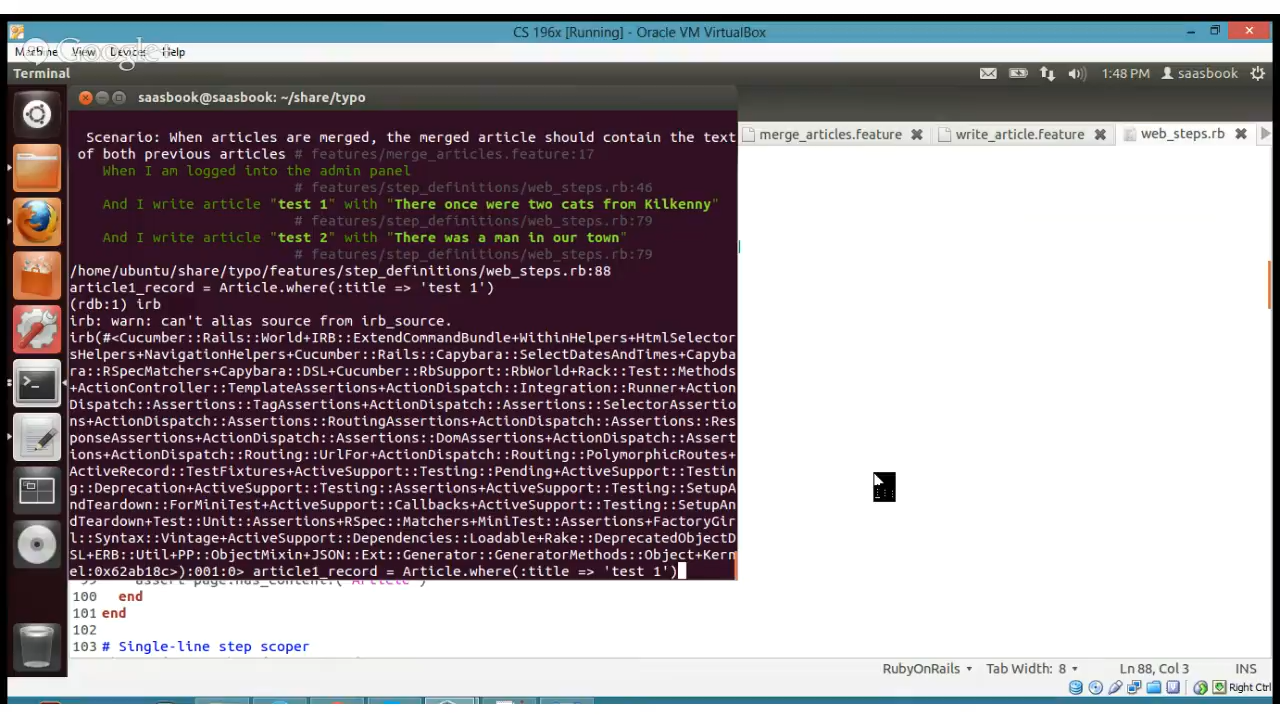 CS 196x [Running] - Oracle VM VirtualBox
Machine View Devices Help
Google
Terminal
1:48 PM saasbook
saasbook@saasbook: ~/share/typo
merge_articles.feature
write_article.feature
web_steps.rb
Scenario: When articles are merged, the merged article should contain the text
of both previous articles # features/merge_articles.feature:17
When I am logged into the admin panel
# features/step_definitions/web_steps.rb:46
And I write article "test 1" with "There once were two cats from Kilkenny"
# features/step_definitions/web_steps.rb:79
And I write article "test 2" with "There was a man in our town"
# features/step_definitions/web_steps.rb:79
/home/ubuntu/share/typo/features/step_definitions/web_steps.rb:88
article1_record = Article.where(:title => 'test 1')
(rdb:1) irb
irb: warn: can't alias source from irb_source.
irb(#<Cucumber::Rails::World+IRB::ExtendCommandBundle+WithinHelpers+HtmlSelector
sHelpers+NavigationHelpers+Cucumber::Rails::Capybara::SelectDatesAndTimes+Capyba
ra::RSpecMatchers+Capybara::DSL+Cucumber::RbSupport::RbWorld+Rack::Test::Methods
+ActionController::TemplateAssertions+ActionDispatch::Integration::Runner+Action
Dispatch::Assertions::TagAssertions+ActionDispatch::Assertions::SelectorAssertio
ns+ActionDispatch::Assertions::RoutingAssertions+ActionDispatch::Assertions::Res
ponseAssertions+ActionDispatch::Assertions::DomAssertions+ActionDispatch::Assert
ions+ActionDispatch::Routing::UrlFor+ActionDispatch::Routing::PolymorphicRoutes+
ActiveRecord::TestFixtures+ActiveSupport::Testing::Pending+ActiveSupport::Testin
g::Deprecation+ActiveSupport::Testing::Assertions+ActiveSupport::Testing::SetupA
ndTeardown::ForMiniTest+ActiveSupport::Callbacks+ActiveSupport::Testing::SetupAn
dTeardown+Test::Unit::Assertions+RSpec::Matchers+MiniTest::Assertions+FactoryGir
l::Syntax::Vintage+ActiveSupport::Dependencies::Loadable+Rake::DeprecatedObjectD
SL+ERB::Util+PP::ObjectMixin+JSON::Ext::Generator::GeneratorMethods::Object+Kern
el:0x62ab18c>):001:0> article1_record = Article.where(:title => 'test 1')
99 assert page.has_content?("Article")
100 end
101 end
102
103 # Single-line step scoper
RubyOnRails Tab Width: 8 Ln 88, Col 3 INS
Right Ctrl